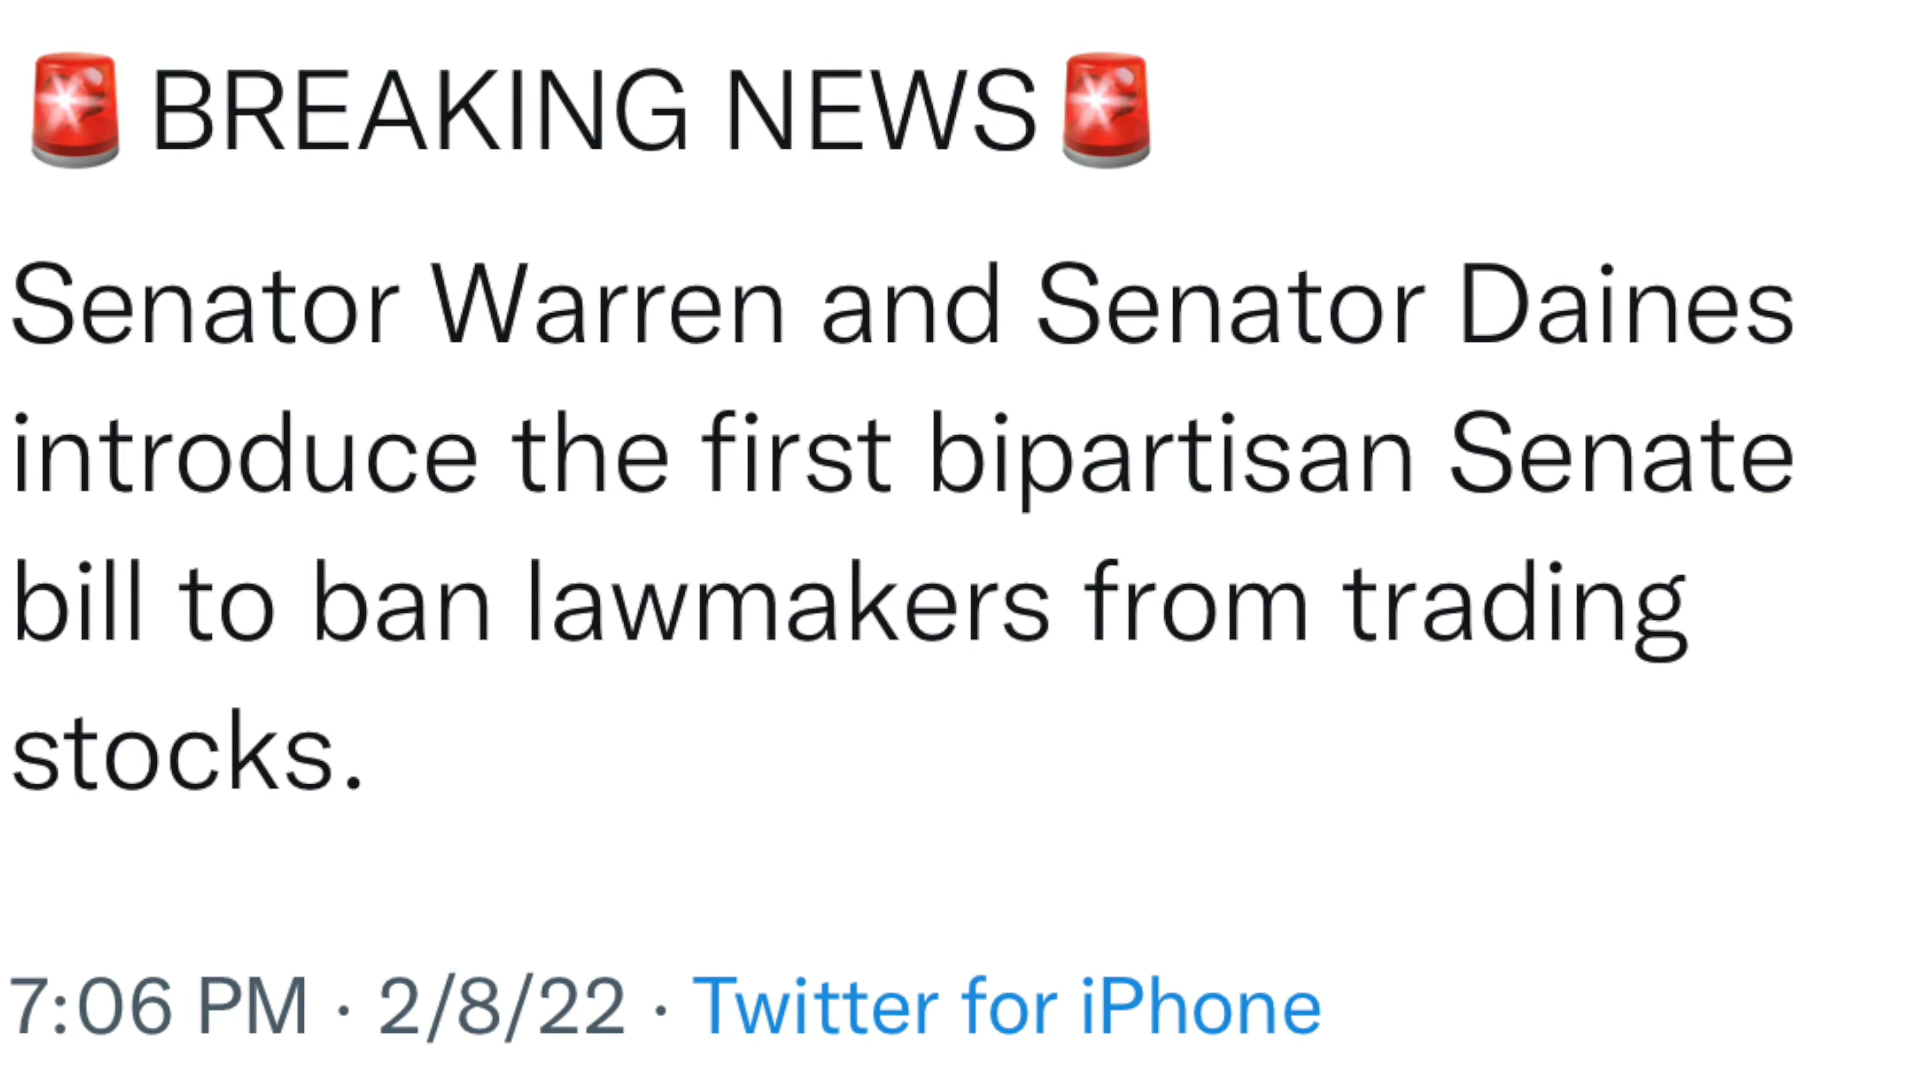 🚨BREAKING NEWS🚨
Senator Warren and Senator Daines
introduce the first bipartisan Senate
bill to ban lawmakers from trading
stocks.
7:06 PM · 2/8/22 · Twitter for iPhone